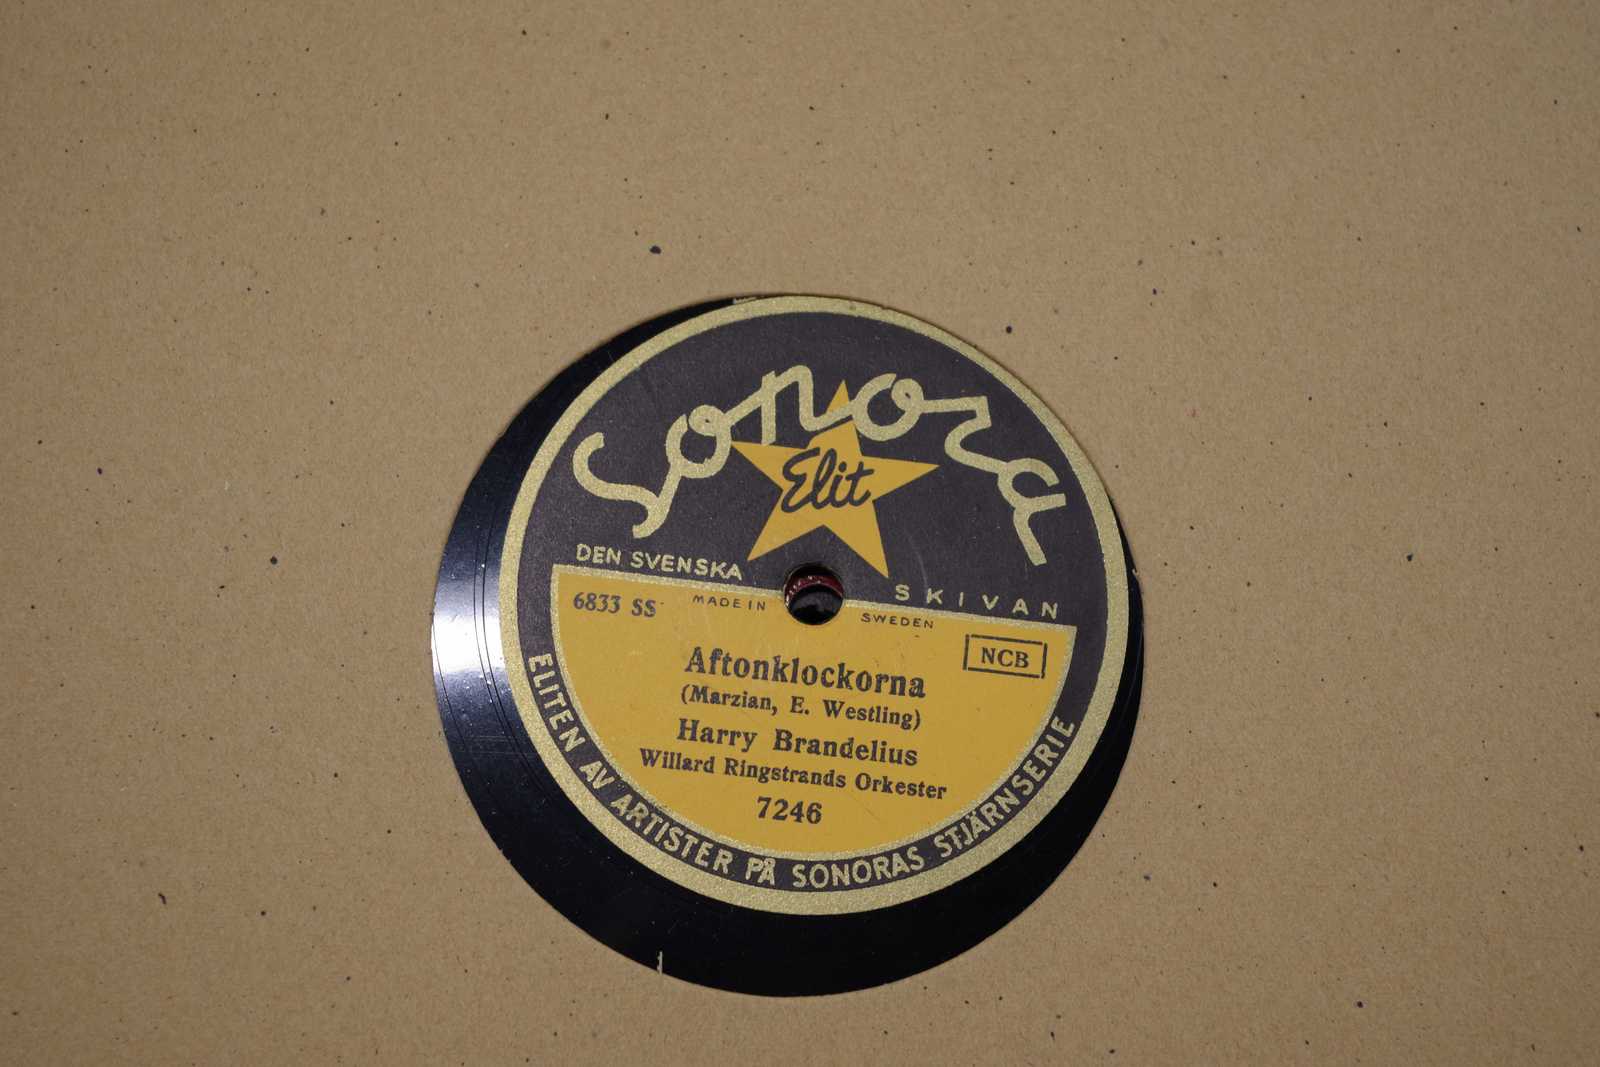 Sonora
Elit
DEN SVENSKA SKIVAN
6833 SS
MADE IN SWEDEN
NCB
Aftonklockorna
(Marzian, E. Westling)
Harry Brandelius
Willard Ringstrands Orkester
7246
ELITEN AV ARTISTER PÅ SONORAS STJÄRNSERIE